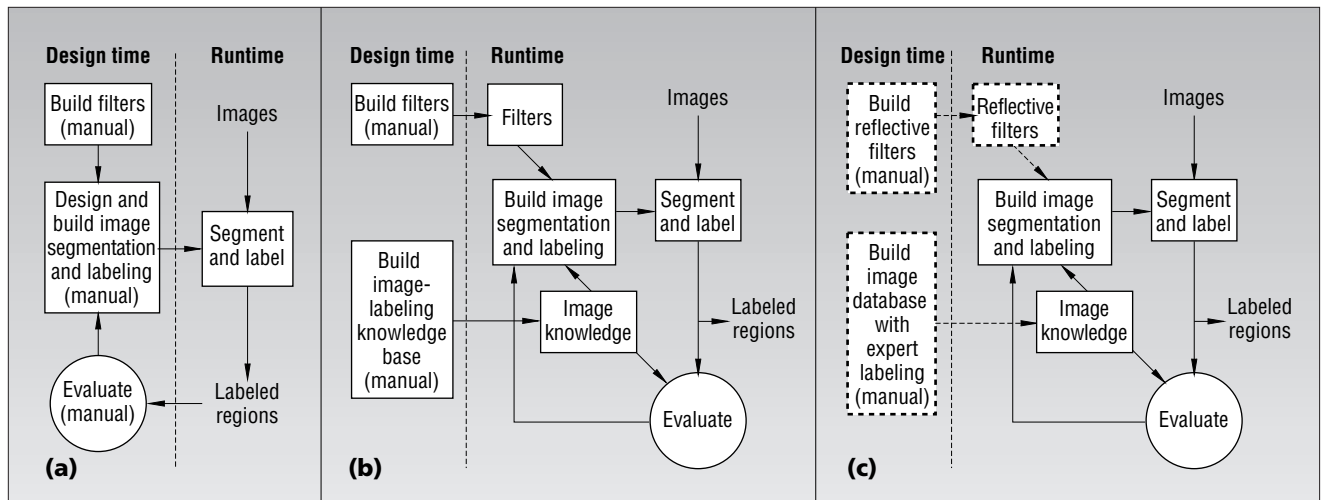 Design time
Runtime
Build filters
(manual)
Images
Design and
build image
segmentation
and labeling
(manual)
Segment
and label
Evaluate
(manual)
Labeled
regions
(a)
Design time
Runtime
Build filters
(manual)
Filters
Images
Build image
segmentation
and labeling
Segment
and label
Build
image-
labeling
knowledge
base
(manual)
Image
knowledge
Labeled
regions
Evaluate
(b)
Design time
Runtime
Build
reflective
filters
(manual)
Reflective
filters
Images
Build image
segmentation
and labeling
Segment
and label
Build
image
database
with
expert
labeling
(manual)
Image
knowledge
Labeled
regions
Evaluate
(c)